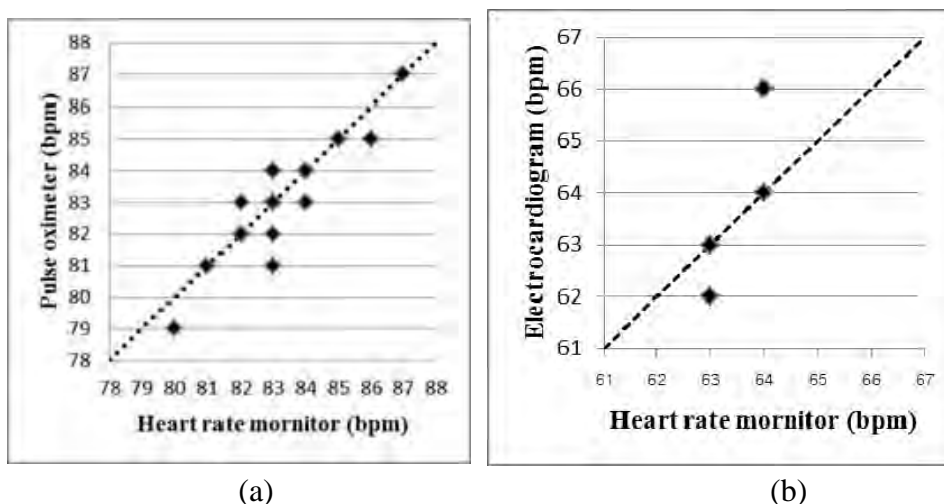 88
87
86
85
84
83
82
81
80
79
78
Pulse oximeter (bpm)
78 79 80 81 82 83 84 85 86 87 88
Heart rate mornitor (bpm)
(a)
67
66
65
64
63
62
61
Electrocardiogram (bpm)
61 62 63 64 65 66 67
Heart rate mornitor (bpm)
(b)